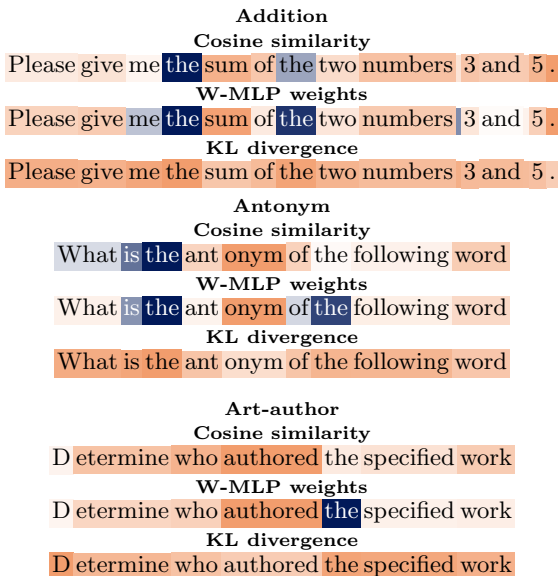 Addition
Cosine similarity
Please give me the sum of the two numbers 3 and 5 .
W-MLP weights
Please give me the sum of the two numbers 3 and 5 .
KL divergence
Please give me the sum of the two numbers 3 and 5 .
Antonym
Cosine similarity
What is the ant onym of the following word
W-MLP weights
What is the ant onym of the following word
KL divergence
What is the ant onym of the following word
Art-author
Cosine similarity
D etermine who authored the specified work
W-MLP weights
D etermine who authored the specified work
KL divergence
D etermine who authored the specified work